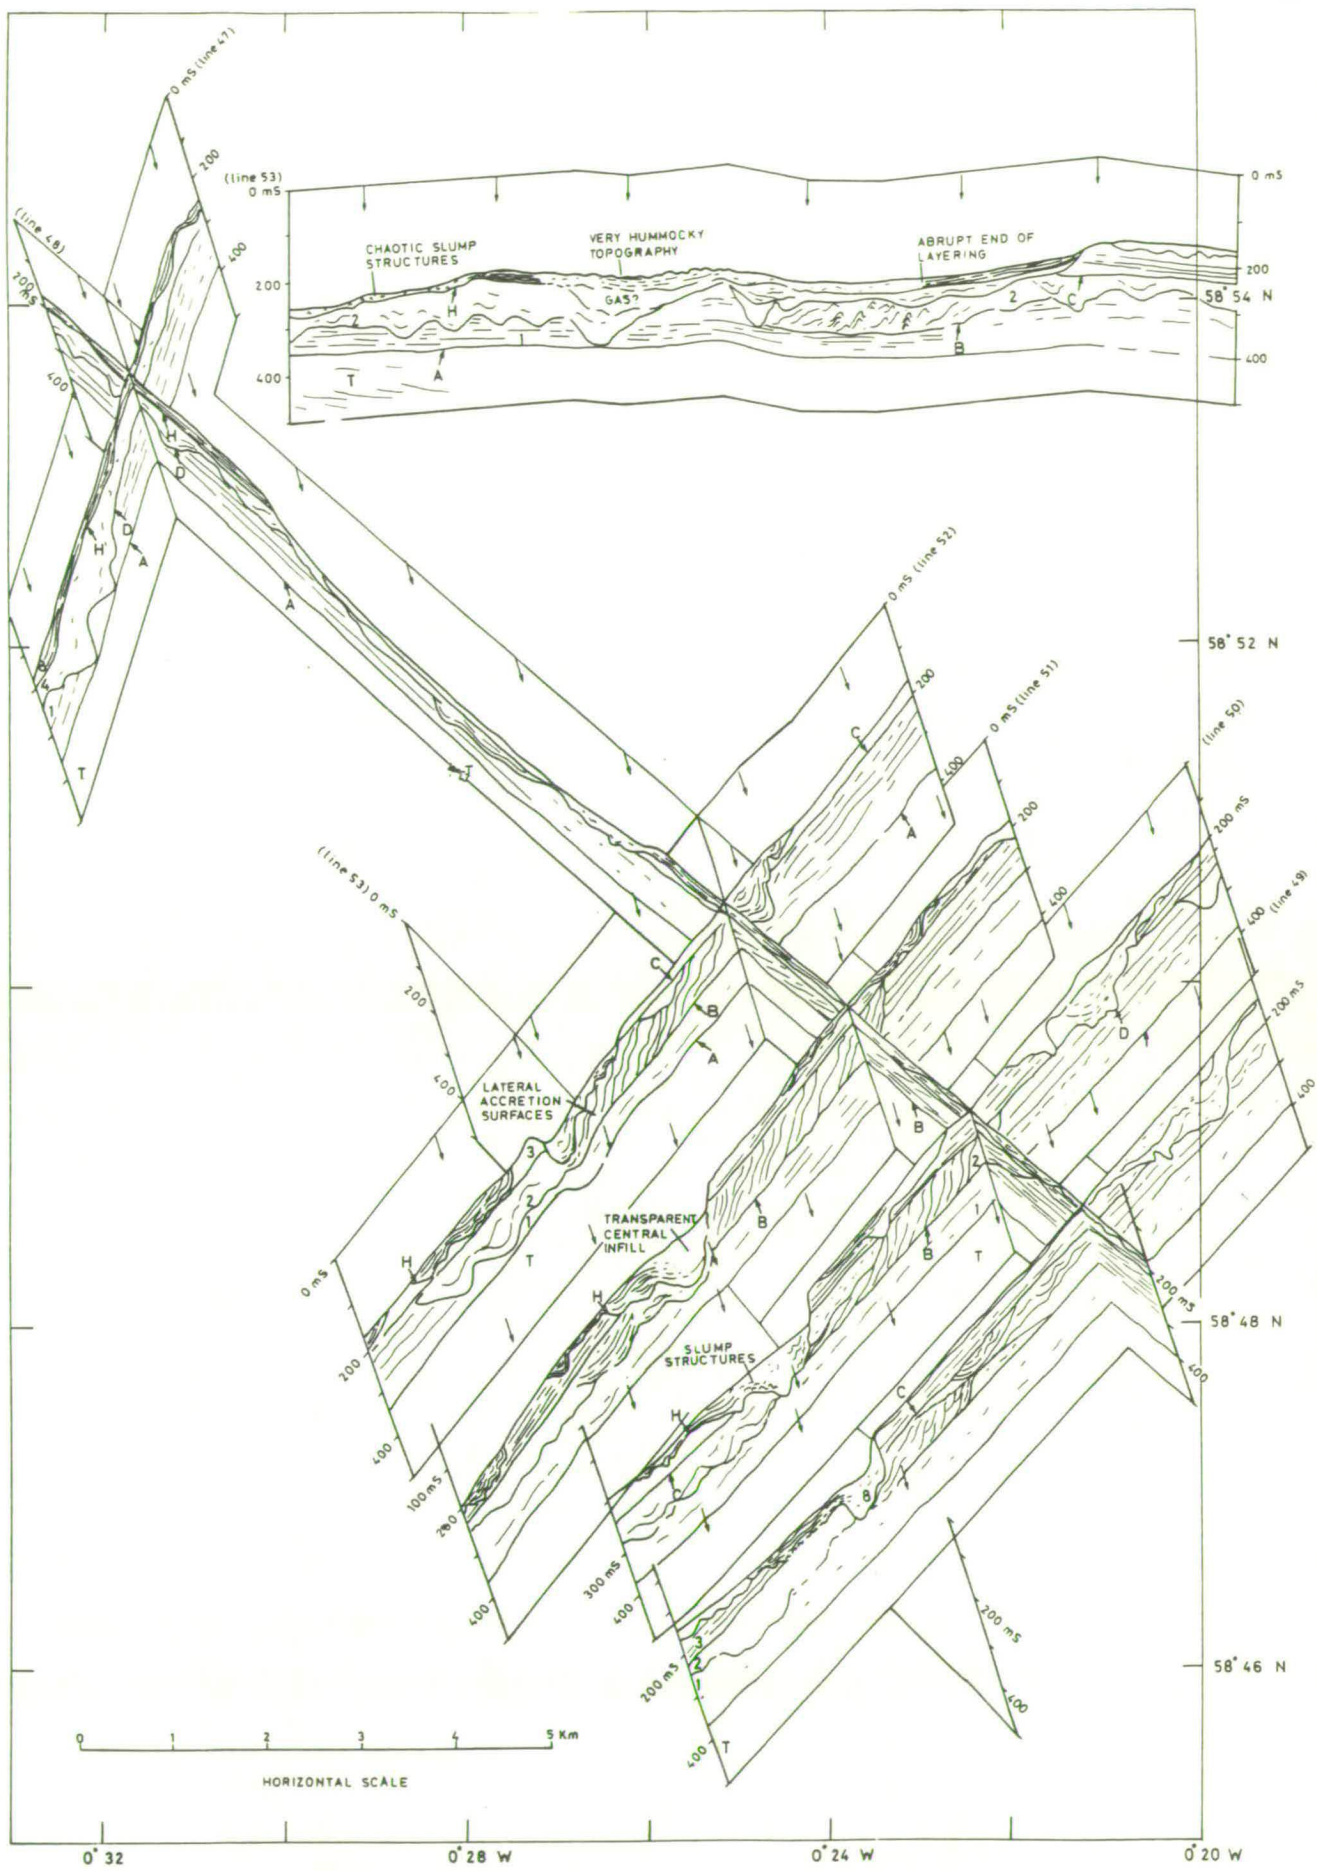 0 mS (line 47)
200
400
(line 53)
0 mS
0 mS
(line 48)
200 mS
400
CHAOTIC SLUMP
STRUCTURES
VERY HUMMOCKY
TOPOGRAPHY
ABRUPT END OF
LAYERING
200
GAS?
H
2
2
C
200
58° 54 N
1
B
400
A
T
400
H
D
D
H
A
A
8
4
1
T
0 mS (line 52)
58° 52 N
200
0 mS (line 51)
C
400
(line 50)
A
200
200 mS
(line 53) 0 mS
400
400 (line 49)
200
C
B
D
200 mS
A
400
400
LATERAL
ACCRETION
SURFACES
B
3
2
2
1
1
TRANSPARENT
CENTRAL
INFILL
B
B
T
T
H
0 mS
200 mS
H
58° 48 N
200
SLUMP
STRUCTURES
400
C
H
400
100 mS
C
200
8
300 mS
400
400
200 mS
3
2
200 mS
1
58° 46 N
400
400
T
0 1 2 3 4 5 Km
HORIZONTAL SCALE
0° 32
0° 28 W
0° 24 W
0° 20 W